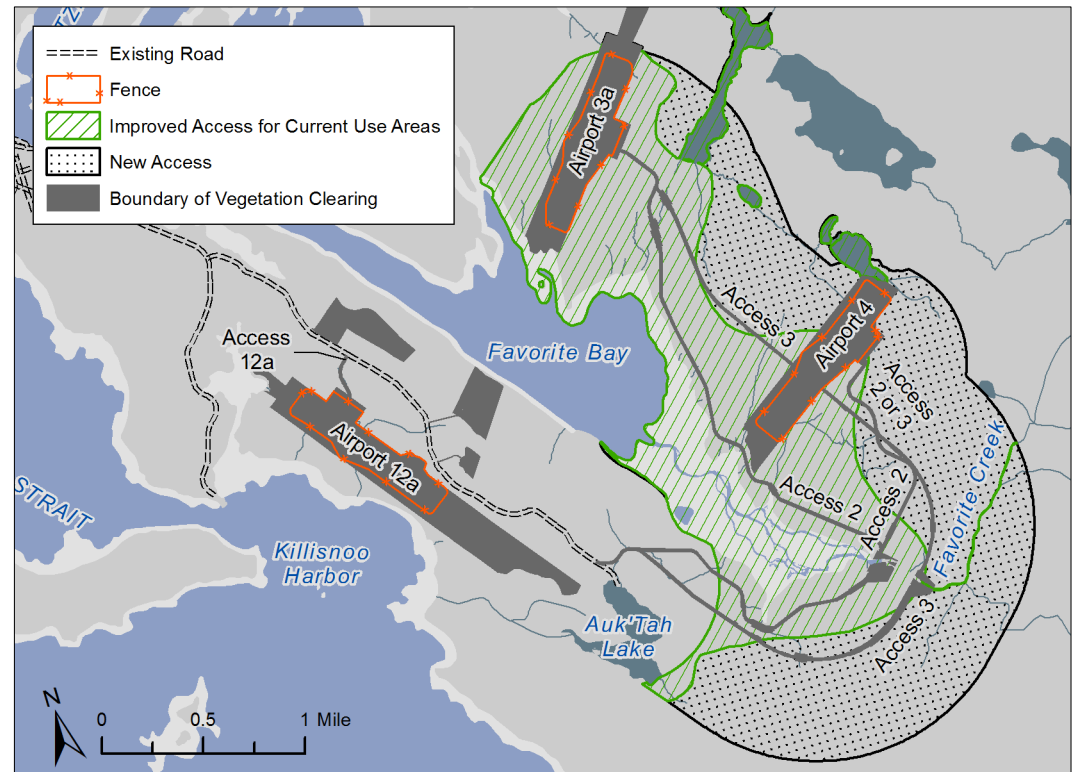 TZ
Existing Road
Fence
Improved Access for Current Use Areas
New Access
Boundary of Vegetation Clearing
Airport 3a
Access 3
Airport 4
Access
2 or 3
Favorite Bay
Access
12a
Airport 12a
Access 2
Access 2
Favorite Creek
STRAIT
Killisnoo
Harbor
Auk'Tah
Lake
Access 3
N
0
0.5
1 Mile